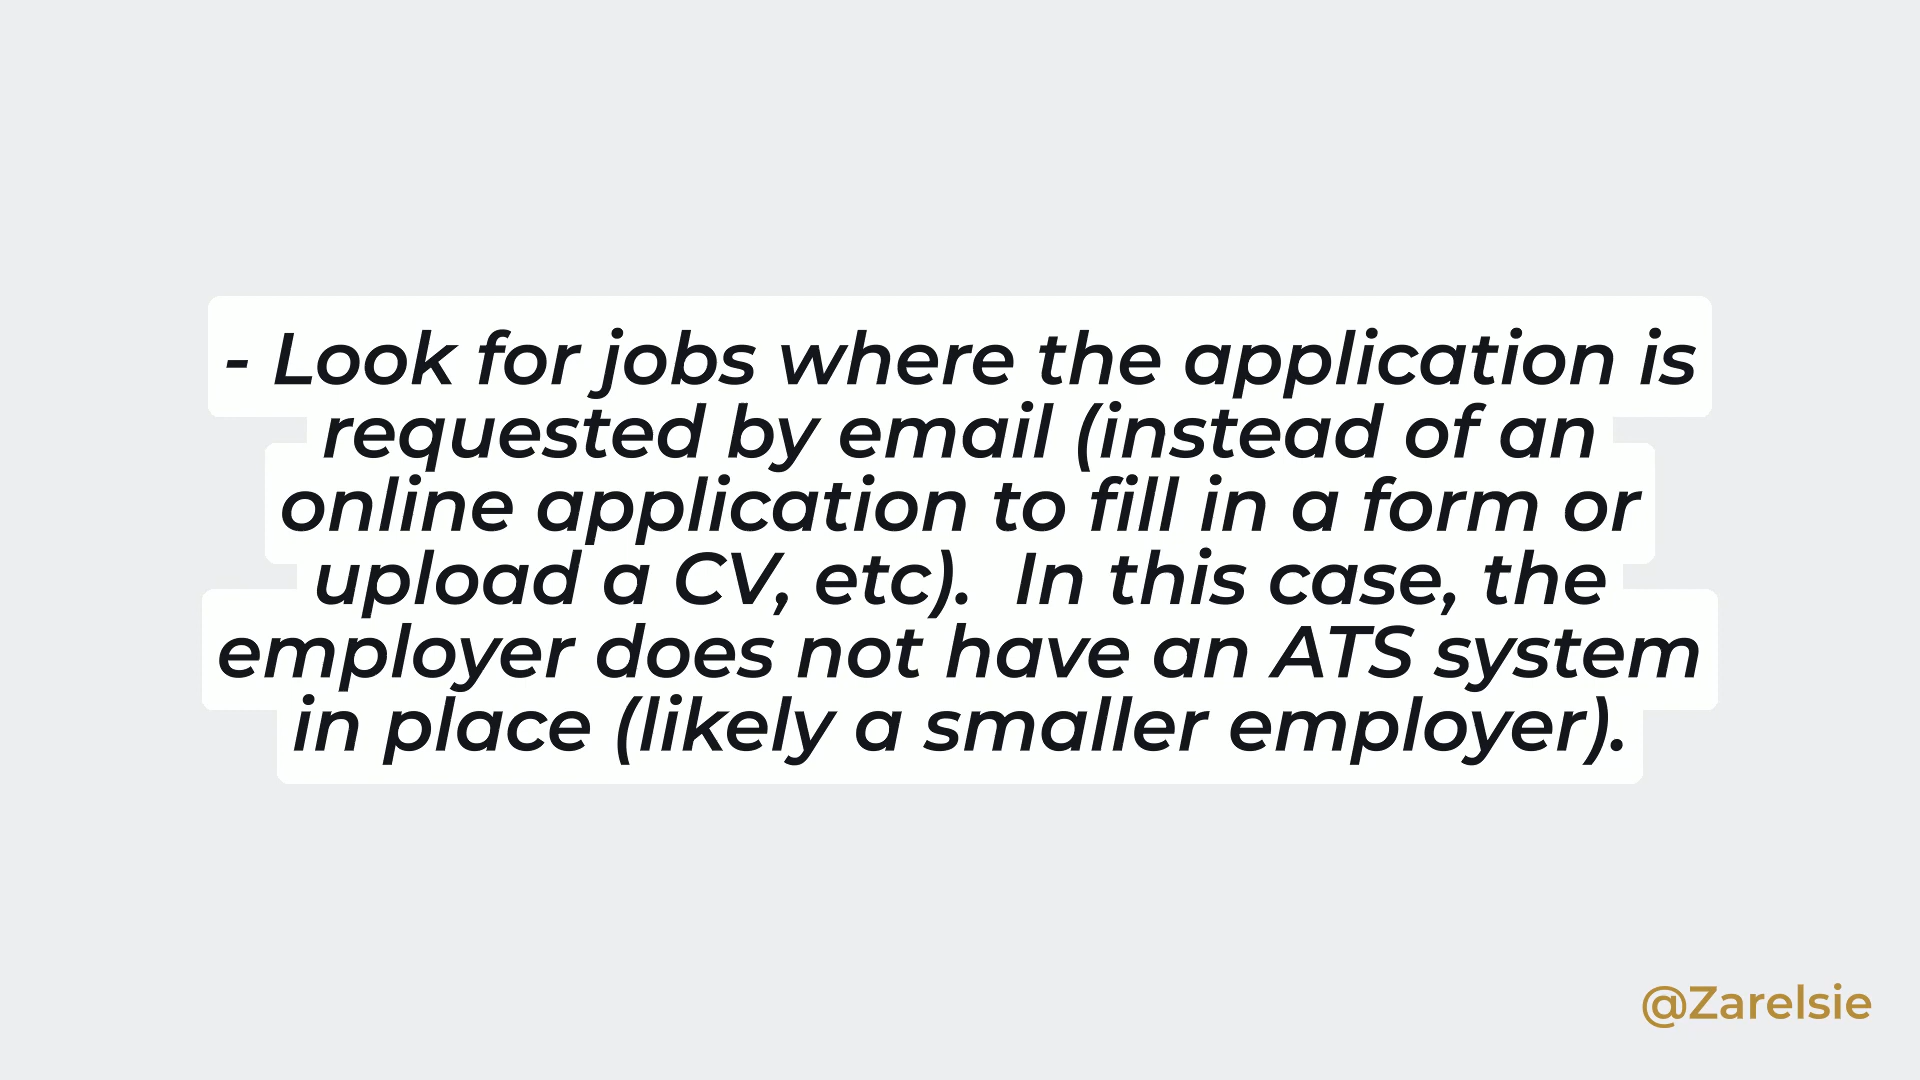 - Look for jobs where the application is
requested by email (instead of an
online application to fill in a form or
upload a CV, etc).  In this case, the
employer does not have an ATS system
in place (likely a smaller employer).
@Zarelsie